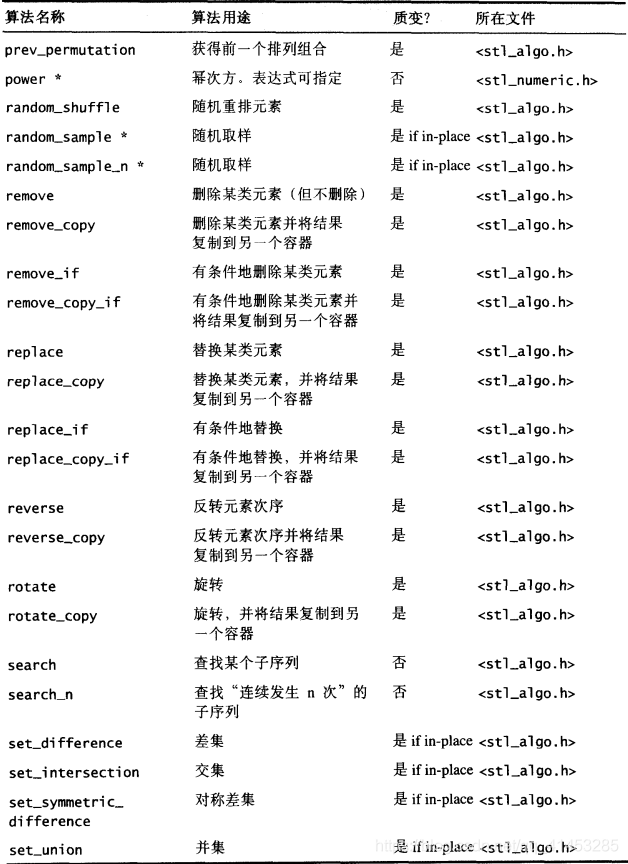 算法名称 算法用途 质变？ 所在文件
prev_permutation 获得前一个排列组合 是 <stl_algo.h>
power * 幂次方。表达式可指定 否 <stl_numeric.h>
random_shuffle 随机重排元素 是 <stl_algo.h>
random_sample * 随机取样 是 if in-place <stl_algo.h>
random_sample_n * 随机取样 是 if in-place <stl_algo.h>
remove 删除某类元素（但不删除） 是 <stl_algo.h>
remove_copy 删除某类元素并将结果 是 <stl_algo.h>
复制到另一个容器
remove_if 有条件地删除某类元素 是 <stl_algo.h>
remove_copy_if 有条件地删除某类元素并 是 <stl_algo.h>
将结果复制到另一个容器
replace 替换某类元素 是 <stl_algo.h>
replace_copy 替换某类元素，并将结果 是 <stl_algo.h>
复制到另一个容器
replace_if 有条件地替换 是 <stl_algo.h>
replace_copy_if 有条件地替换，并将结果 是 <stl_algo.h>
复制到另一个容器
reverse 反转元素次序 是 <stl_algo.h>
reverse_copy 反转元素次序并将结果 是 <stl_algo.h>
复制到另一个容器
rotate 旋转 是 <stl_algo.h>
rotate_copy 旋转，并将结果复制到另 是 <stl_algo.h>
一个容器
search 查找某个子序列 否 <stl_algo.h>
search_n 查找“连续发生 n 次”的 否 <stl_algo.h>
子序列
set_difference 差集 是 if in-place <stl_algo.h>
set_intersection 交集 是 if in-place <stl_algo.h>
set_symmetric_ 对称差集 是 if in-place <stl_algo.h>
difference
set_union 并集 是 if in-place <stl_algo.h>